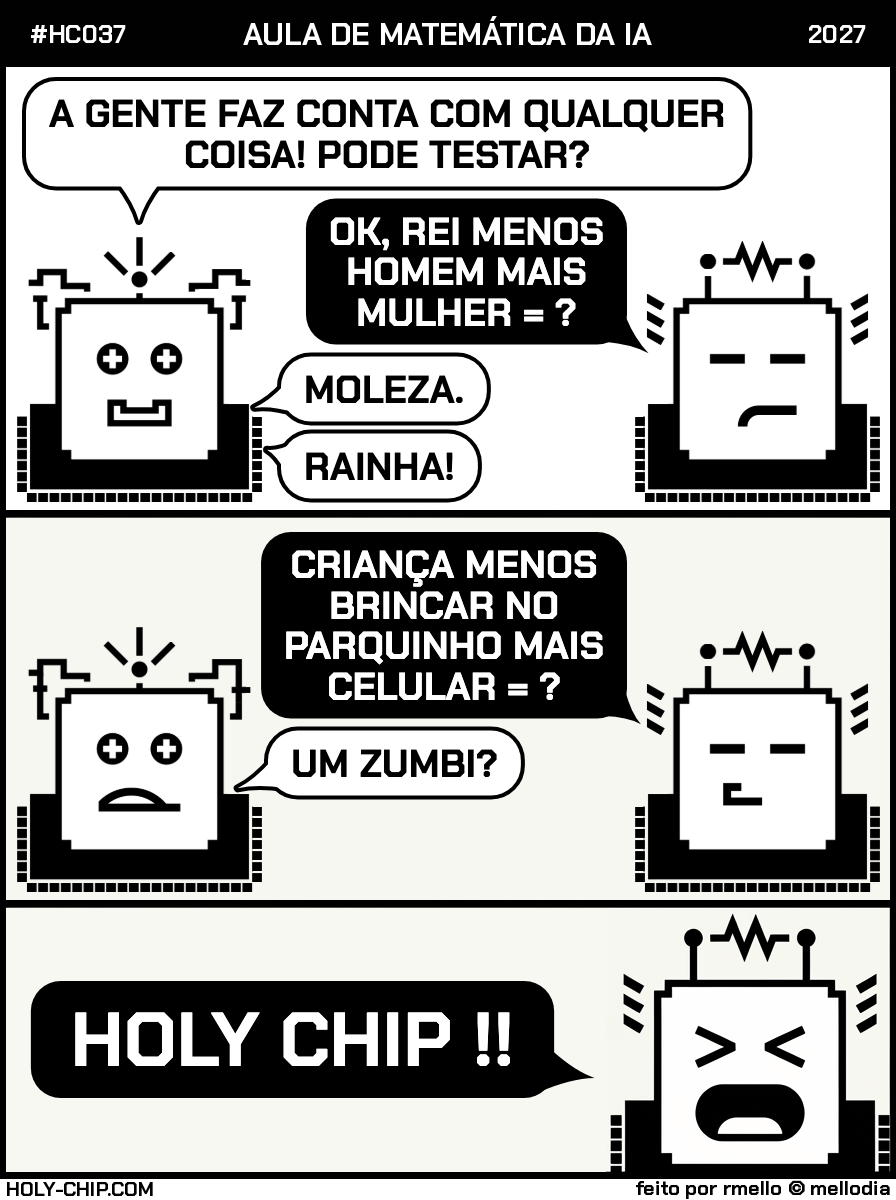 #HC037
AULA DE MATEMÁTICA DA IA
2027
A GENTE FAZ CONTA COM QUALQUER
COISA! PODE TESTAR?
OK, REI MENOS
HOMEM MAIS
MULHER = ?
MOLEZA.
RAINHA!
CRIANÇA MENOS
BRINCAR NO
PARQUINHO MAIS
CELULAR = ?
UM ZUMBI?
HOLY CHIP !!
HOLY-CHIP.COM
feito por rmello © mellodia